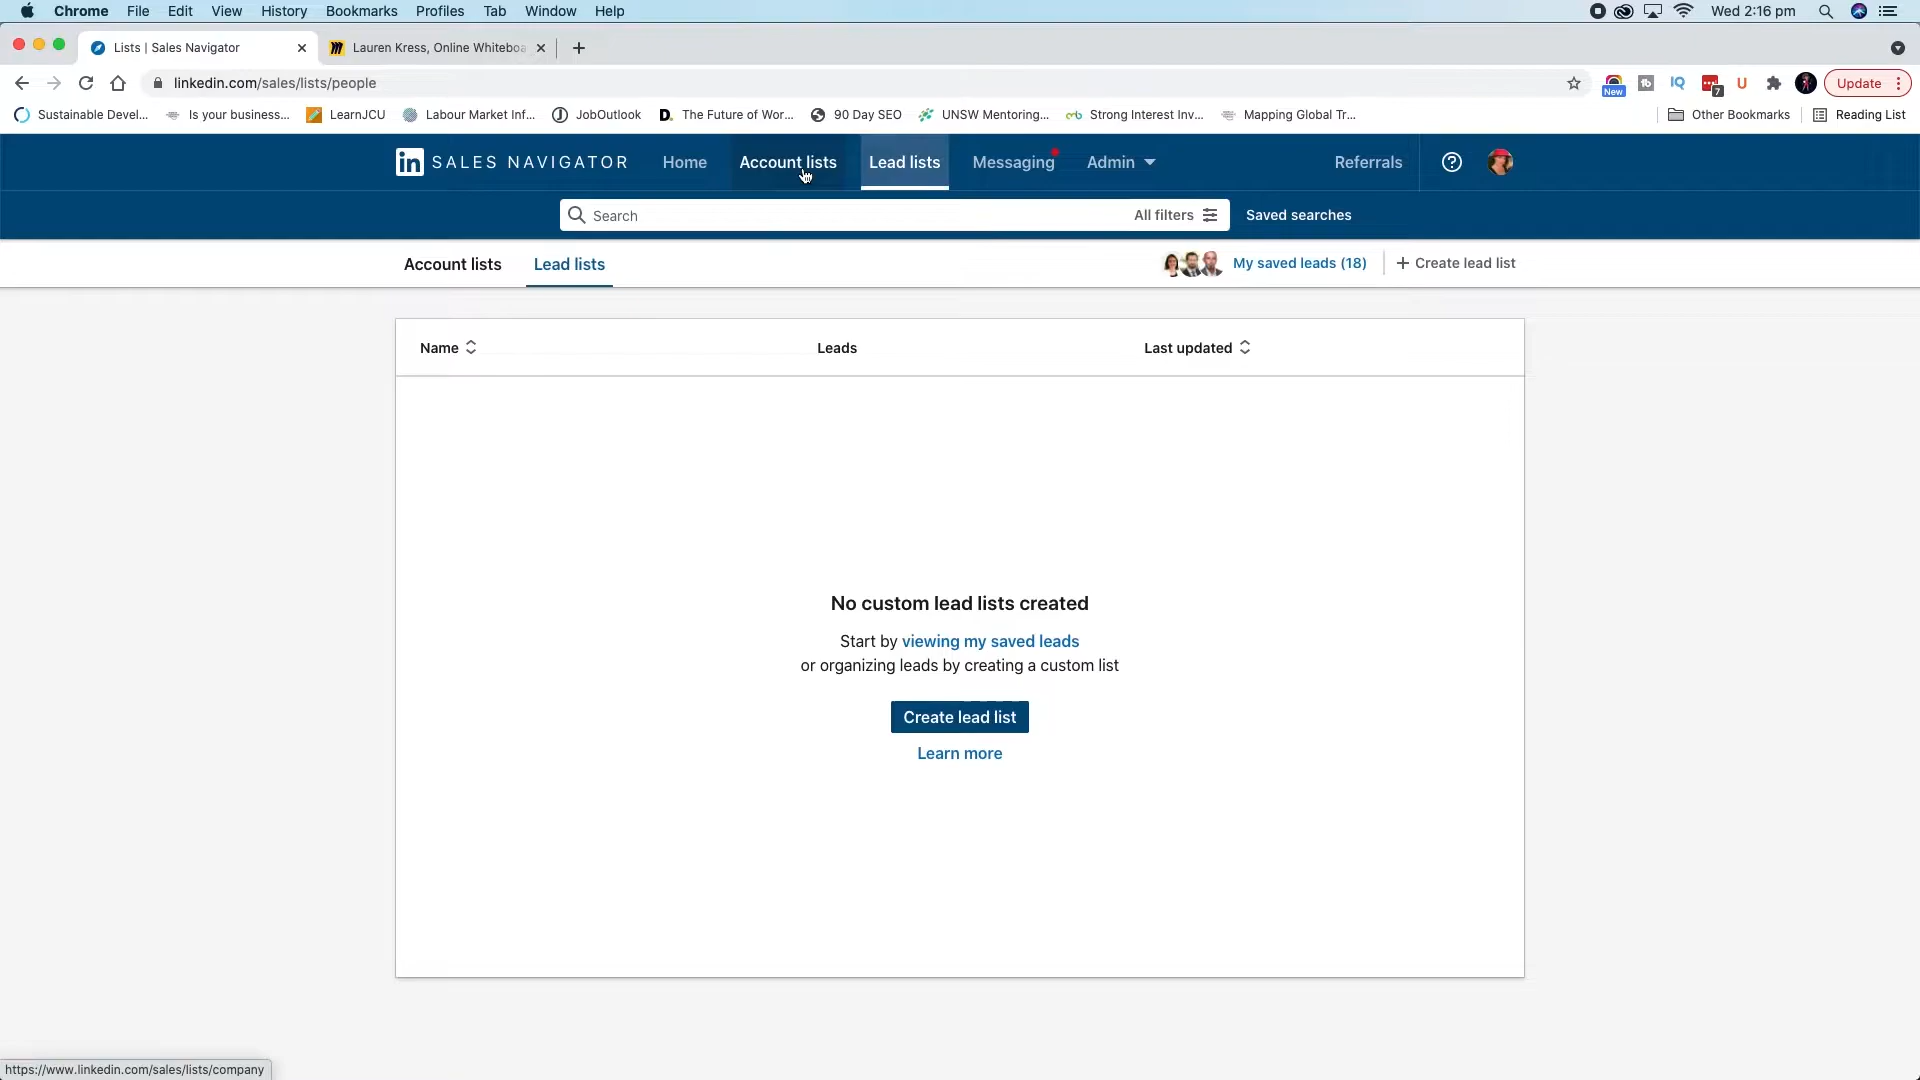 Chrome File Edit View History Bookmarks Profiles Tab Window Help Wed 2:16 pm
Lists | Sales Navigator Lauren Kress, Online Whiteboa
linkedin.com/sales/lists/people New 7 Update
Sustainable Devel... Is your business... LearnJCU Labour Market Inf... JobOutlook The Future of Wor... 90 Day SEO UNSW Mentoring... Strong Interest Inv... Mapping Global Tr... Other Bookmarks Reading List
in SALES NAVIGATOR Home Account lists Lead lists Messaging Admin Referrals
Search All filters Saved searches
Account lists Lead lists My saved leads (18) + Create lead list
Name Leads Last updated
No custom lead lists created
Start by viewing my saved leads
or organizing leads by creating a custom list
Create lead list
Learn more
https://www.linkedin.com/sales/lists/company